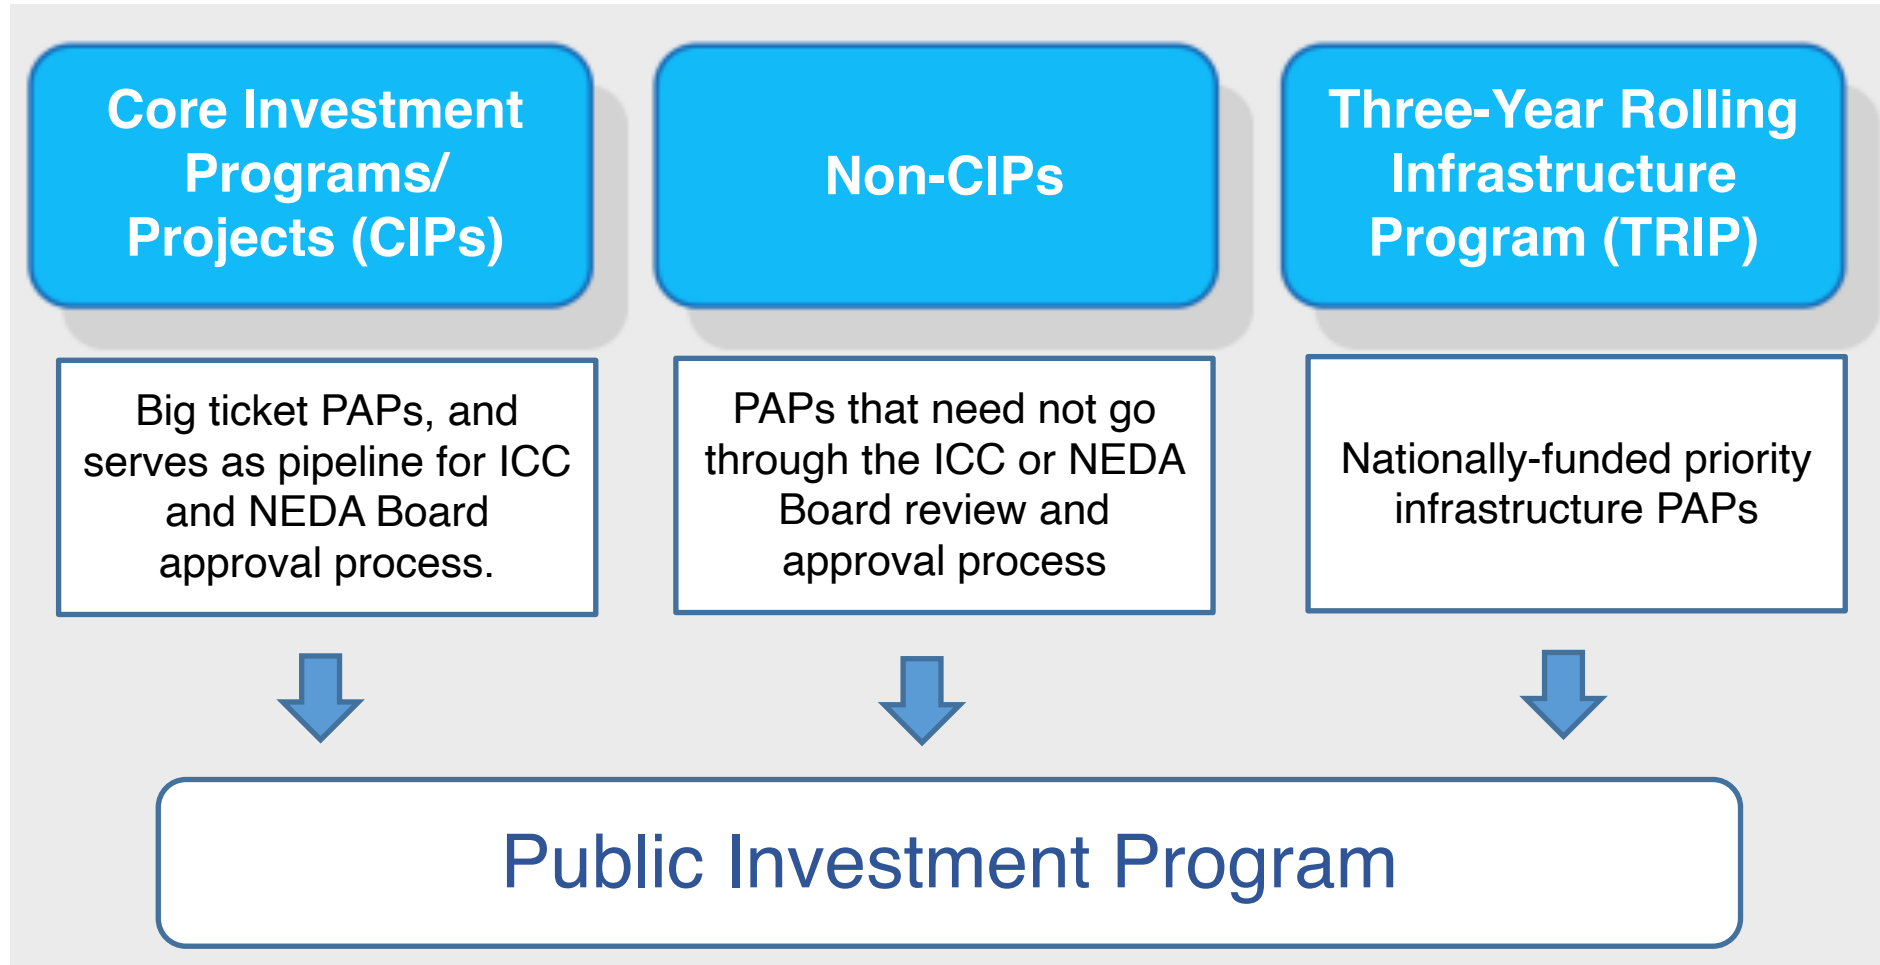 Core Investment
Programs/
Projects (CIPs)
Non-CIPs
Three-Year Rolling
Infrastructure
Program (TRIP)
Big ticket PAPs, and
serves as pipeline for ICC
and NEDA Board
approval process.
PAPs that need not go
through the ICC or NEDA
Board review and
approval process
Nationally-funded priority
infrastructure PAPs
Public Investment Program